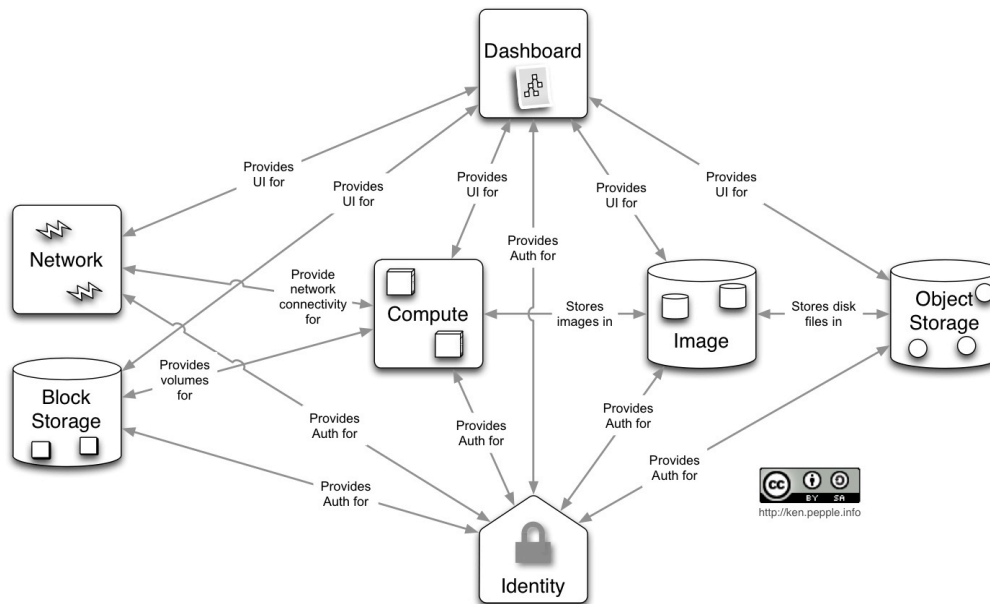 Dashboard
Provides
UI for
Provides
UI for
Provides
UI for
Provides
UI for
Provides
UI for
Network
Provides
Auth for
Provide
network
connectivity
for
Compute
Stores
images in
Image
Stores disk
files in
Object
Storage
Block
Storage
Provides
volumes
for
Provides
Auth for
Provides
Auth for
Provides
Auth for
Provides
Auth for
Provides
Auth for
Identity
cc
BY SA
http://ken.pepple.info